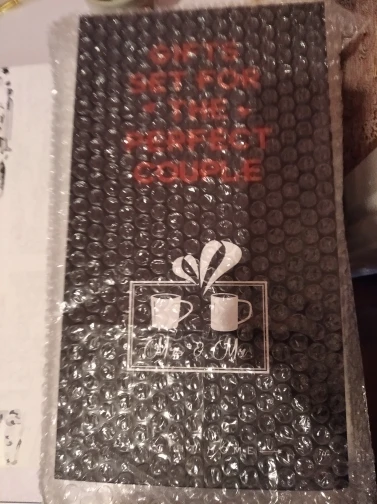 GIFTS
SET FOR
- THE -
PERFECT
COUPLE